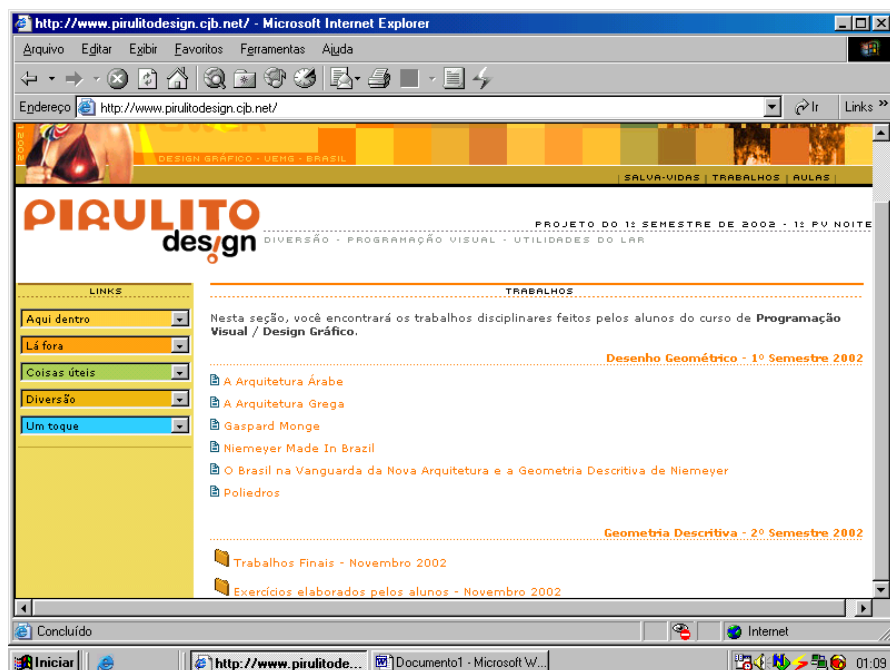 http://www.pirulitodesign.cjb.net/ - Microsoft Internet Explorer
Arquivo Editar Exibir Favoritos Ferramentas Ajuda
Endereço http://www.pirulitodesign.cjb.net/ Ir Links »
DESIGN GRÁFICO - UEMG - BRASIL
| SALVA-VIDAS | TRABALHOS | AULAS |
PIRULITO
design
PROJETO DO 1º SEMESTRE DE 2002 - 1º PV NOITE
DIVERSÃO - PROGRAMAÇÃO VISUAL - UTILIDADES DO LAR
LINKS
Aqui dentro
Lá fora
Coisas úteis
Diversão
Um toque
TRABALHOS
Nesta seção, você encontrará os trabalhos disciplinares feitos pelos alunos do curso de Programação
Visual / Design Gráfico.
Desenho Geométrico - 1º Semestre 2002
A Arquitetura Árabe
A Arquitetura Grega
Gaspard Monge
Niemeyer Made In Brazil
O Brasil na Vanguarda da Nova Arquitetura e a Geometria Descritiva de Niemeyer
Poliedros
Geometria Descritiva - 2º Semestre 2002
Trabalhos Finais - Novembro 2002
Exercícios elaborados pelos alunos - Novembro 2002
Concluído Internet
Iniciar http://www.pirulitode... Documento1 - Microsoft W... 01:09